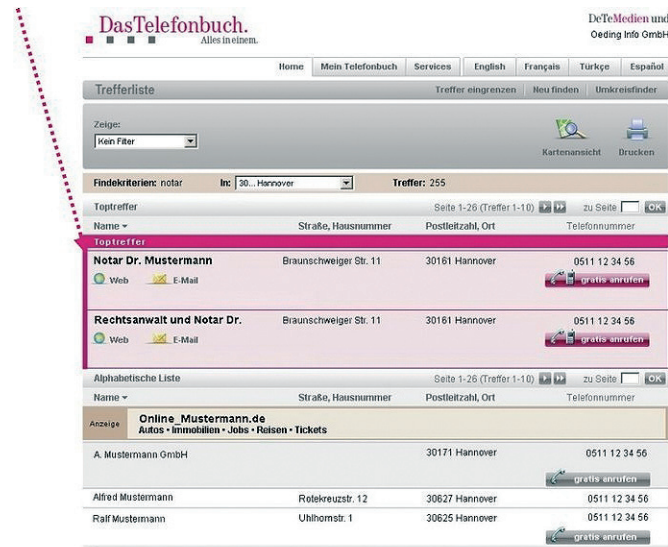 DasTelefonbuch.
Alles in einem.
DeTeMedien und
Oeding Info GmbH
Home Mein Telefonbuch Services English Français Türkçe Español
Trefferliste Treffer eingrenzen Neu finden Umkreisfinder
Zeige:
Kein Filter
Kartenansicht Drucken
Findekriterien: notar In: 30... Hannover Treffer: 255
Toptreffer Seite 1-26 (Treffer 1-10) zu Seite OK
Name Straße, Hausnummer Postleitzahl, Ort Telefonnummer
Toptreffer
Notar Dr. Mustermann Braunschweiger Str. 11 30161 Hannover 0511 12 34 56
Web E-Mail gratis anrufen
Rechtsanwalt und Notar Dr. Braunschweiger Str. 11 30161 Hannover 0511 12 34 56
Web E-Mail gratis anrufen
Alphabetische Liste Seite 1-26 (Treffer 1-10) zu Seite OK
Name Straße, Hausnummer Postleitzahl, Ort Telefonnummer
Anzeige Online_Mustermann.de
Autos • Immobilien • Jobs • Reisen • Tickets
A. Mustermann GmbH 30171 Hannover 0511 12 34 56
gratis anrufen
Alfred Mustermann Rotekreuzstr. 12 30627 Hannover 0511 12 34 56
Ralf Mustermann Uhlhornstr. 1 30625 Hannover 0511 12 34 56
gratis anrufen